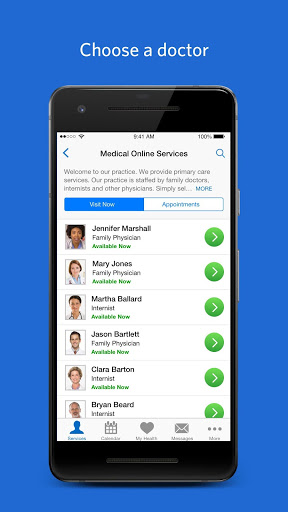 Choose a doctor
9:41 AM
100%
Medical Online Services
Welcome to our practice. We provide primary care
services. Our practice is staffed by family doctors,
internists and other physicians. Simply sel... MORE
Visit Now
Appointments
Jennifer Marshall
Family Physician
Available Now
Mary Jones
Family Physician
Available Now
Martha Ballard
Internist
Available Now
Jason Bartlett
Family Physician
Available Now
Clara Barton
Internist
Available Now
Bryan Beard
Internist
Available Now
Services
Calendar
My Health
Messages
More